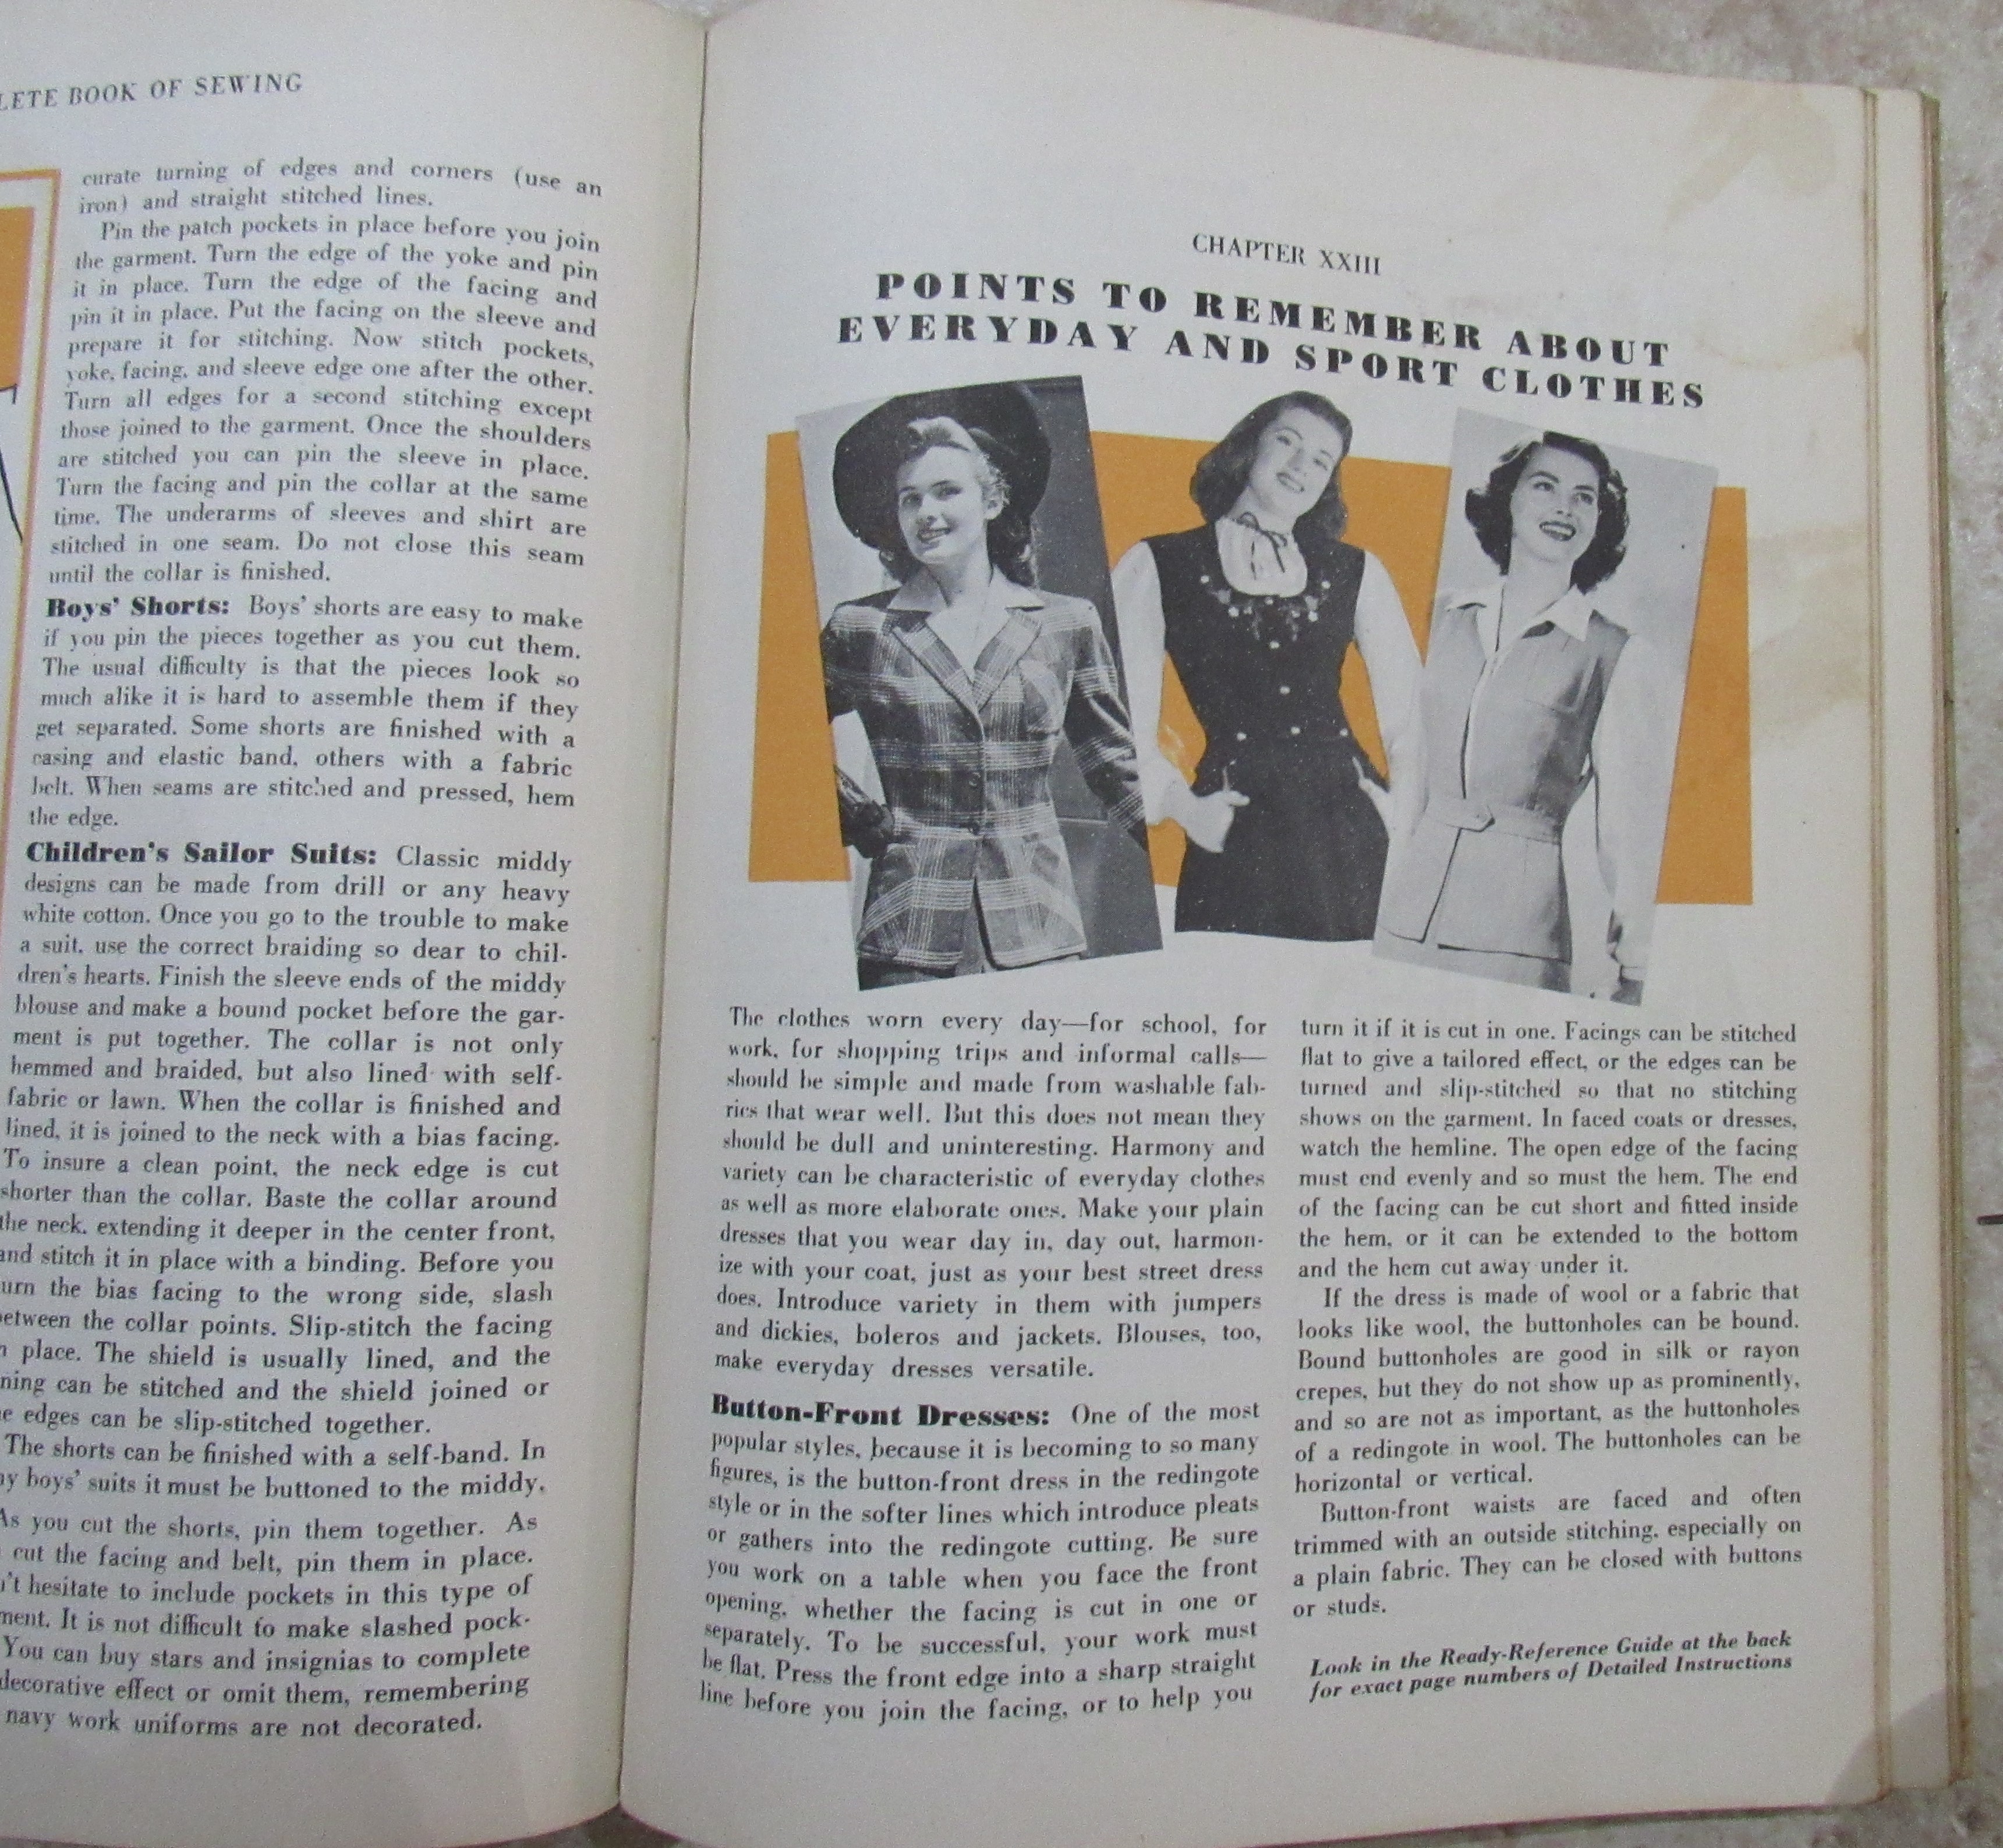 LETE BOOK OF SEWING
curate turning of edges and corners (use an
iron) and straight stitched lines.
Pin the patch pockets in place before you join
the garment. Turn the edge of the yoke and pin
it in place. Turn the edge of the facing and
pin it in place. Put the facing on the sleeve and
prepare it for stitching. Now stitch pockets,
yoke, facing, and sleeve edge one after the other.
Turn all edges for a second stitching except
those joined to the garment. Once the shoulders
are stitched you can pin the sleeve in place.
Turn the facing and pin the collar at the same
time. The underarms of sleeves and shirt are
stitched in one seam. Do not close this seam
until the collar is finished.
Boys' Shorts: Boys' shorts are easy to make
if you pin the pieces together as you cut them.
The usual difficulty is that the pieces look so
much alike it is hard to assemble them if they
get separated. Some shorts are finished with a
casing and elastic band, others with a fabric
belt. When seams are stitched and pressed, hem
the edge.
Children's Sailor Suits: Classic middy
designs can be made from drill or any heavy
white cotton. Once you go to the trouble to make
a suit, use the correct braiding so dear to chil-
dren's hearts. Finish the sleeve ends of the middy
blouse and make a bound pocket before the gar-
ment is put together. The collar is not only
hemmed and braided, but also lined with self-
fabric or lawn. When the collar is finished and
lined, it is joined to the neck with a bias facing.
To insure a clean point, the neck edge is cut
shorter than the collar. Baste the collar around
the neck, extending it deeper in the center front,
and stitch it in place with a binding. Before you
urn the bias facing to the wrong side, slash
between the collar points. Slip-stitch the facing
n place. The shield is usually lined, and the
ning can be stitched and the shield joined or
e edges can be slip-stitched together.
The shorts can be finished with a self-band. In
ny boys' suits it must be buttoned to the middy.
As you cut the shorts, pin them together. As
cut the facing and belt, pin them in place.
n't hesitate to include pockets in this type of
ment. It is not difficult to make slashed pock-
You can buy stars and insignias to complete
decorative effect or omit them, remembering
navy work uniforms are not decorated.
CHAPTER XXIII
POINTS TO REMEMBER ABOUT
EVERYDAY AND SPORT CLOTHES
The clothes worn every day—for school, for
work, for shopping trips and informal calls—
should be simple and made from washable fab-
rics that wear well. But this does not mean they
should be dull and uninteresting. Harmony and
variety can be characteristic of everyday clothes
as well as more elaborate ones. Make your plain
dresses that you wear day in, day out, harmon-
ize with your coat, just as your best street dress
does. Introduce variety in them with jumpers
and dickies, boleros and jackets. Blouses, too,
make everyday dresses versatile.
Button-Front Dresses: One of the most
popular styles, because it is becoming to so many
figures, is the button-front dress in the redingote
style or in the softer lines which introduce pleats
or gathers into the redingote cutting. Be sure
you work on a table when you face the front
opening, whether the facing is cut in one or
separately. To be successful, your work must
be flat. Press the front edge into a sharp straight
line before you join the facing, or to help you
turn it if it is cut in one. Facings can be stitched
flat to give a tailored effect, or the edges can be
turned and slip-stitched so that no stitching
shows on the garment. In faced coats or dresses,
watch the hemline. The open edge of the facing
must end evenly and so must the hem. The end
of the facing can be cut short and fitted inside
the hem, or it can be extended to the bottom
and the hem cut away under it.
If the dress is made of wool or a fabric that
looks like wool, the buttonholes can be bound.
Bound buttonholes are good in silk or rayon
crepes, but they do not show up as prominently,
and so are not as important, as the buttonholes
of a redingote in wool. The buttonholes can be
horizontal or vertical.
Button-front waists are faced and often
trimmed with an outside stitching, especially on
a plain fabric. They can be closed with buttons
or studs.
Look in the Ready-Reference Guide at the back
for exact page numbers of Detailed Instructions